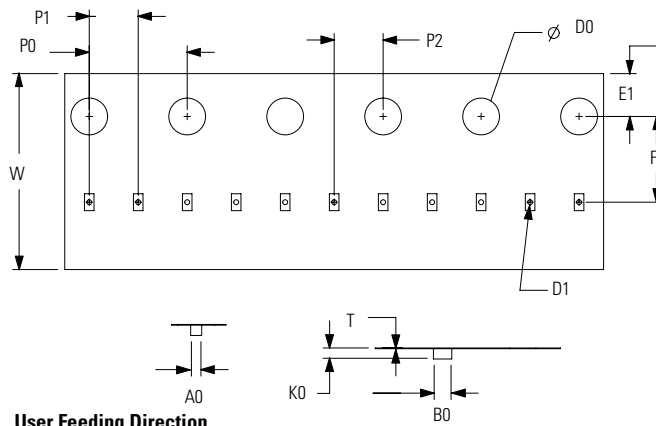 P1
P0
P2
Ø D0
E1
F
W
D1
T
K0
A0
B0
User Feeding Direction